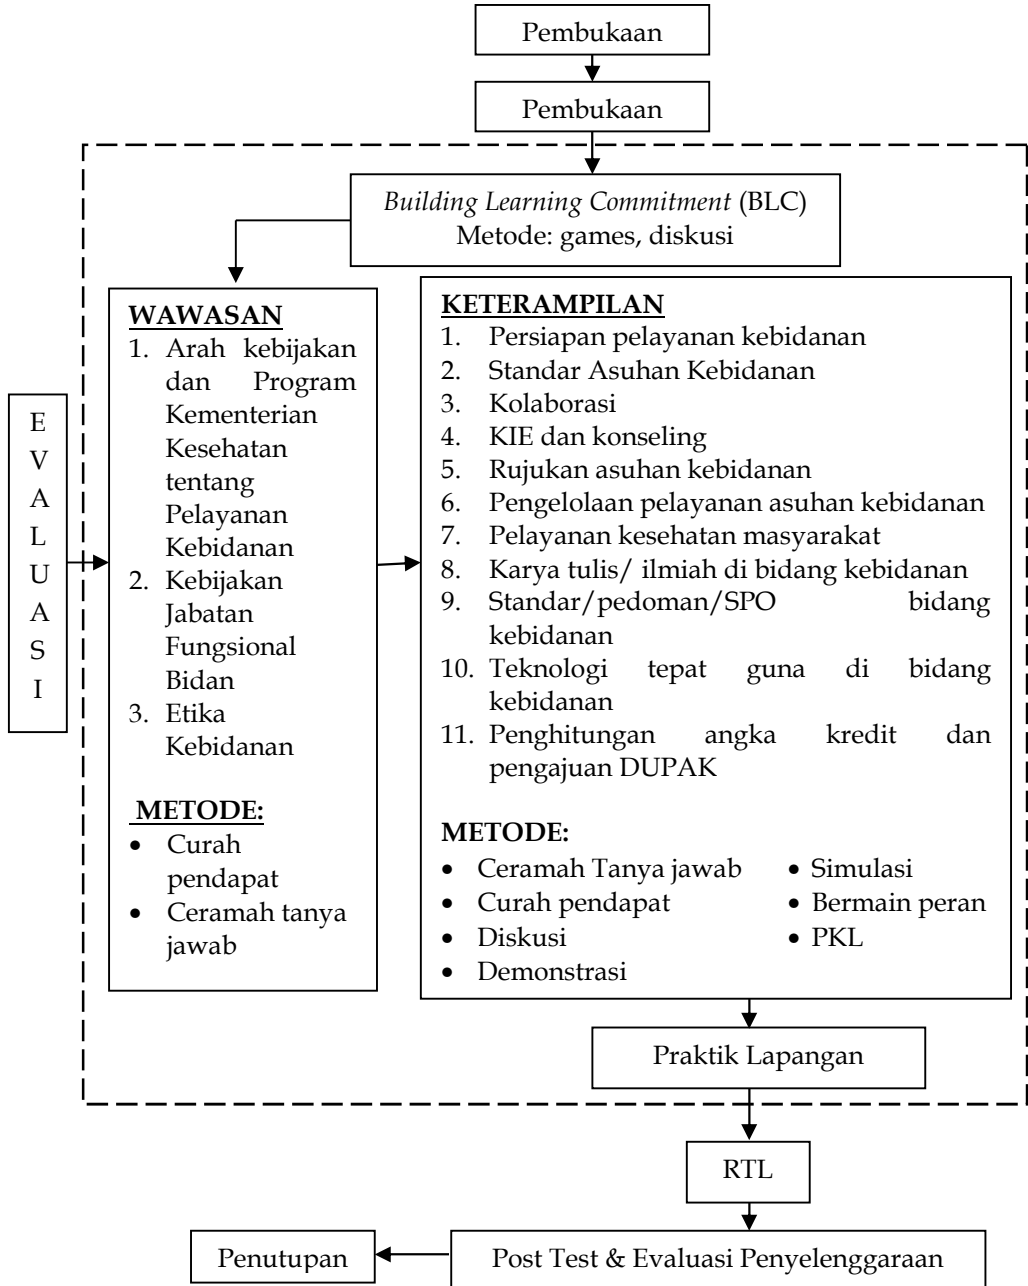 Pembukaan
Pembukaan
Building Learning Commitment (BLC)
Metode: games, diskusi
E
V
A
L
U
A
S
I
WAWASAN
1. Arah kebijakan
dan Program
Kementerian
Kesehatan
tentang
Pelayanan
Kebidanan
2. Kebijakan
Jabatan
Fungsional
Bidan
3. Etika
Kebidanan
METODE:
• Curah
pendapat
• Ceramah tanya
jawab
KETERAMPILAN
1. Persiapan pelayanan kebidanan
2. Standar Asuhan Kebidanan
3. Kolaborasi
4. KIE dan konseling
5. Rujukan asuhan kebidanan
6. Pengelolaan pelayanan asuhan kebidanan
7. Pelayanan kesehatan masyarakat
8. Karya tulis/ ilmiah di bidang kebidanan
9. Standar/pedoman/SPO bidang
kebidanan
10. Teknologi tepat guna di bidang
kebidanan
11. Penghitungan angka kredit dan
pengajuan DUPAK
METODE:
• Ceramah Tanya jawab
• Curah pendapat
• Diskusi
• Demonstrasi
• Simulasi
• Bermain peran
• PKL
Praktik Lapangan
RTL
Post Test & Evaluasi Penyelenggaraan
Penutupan